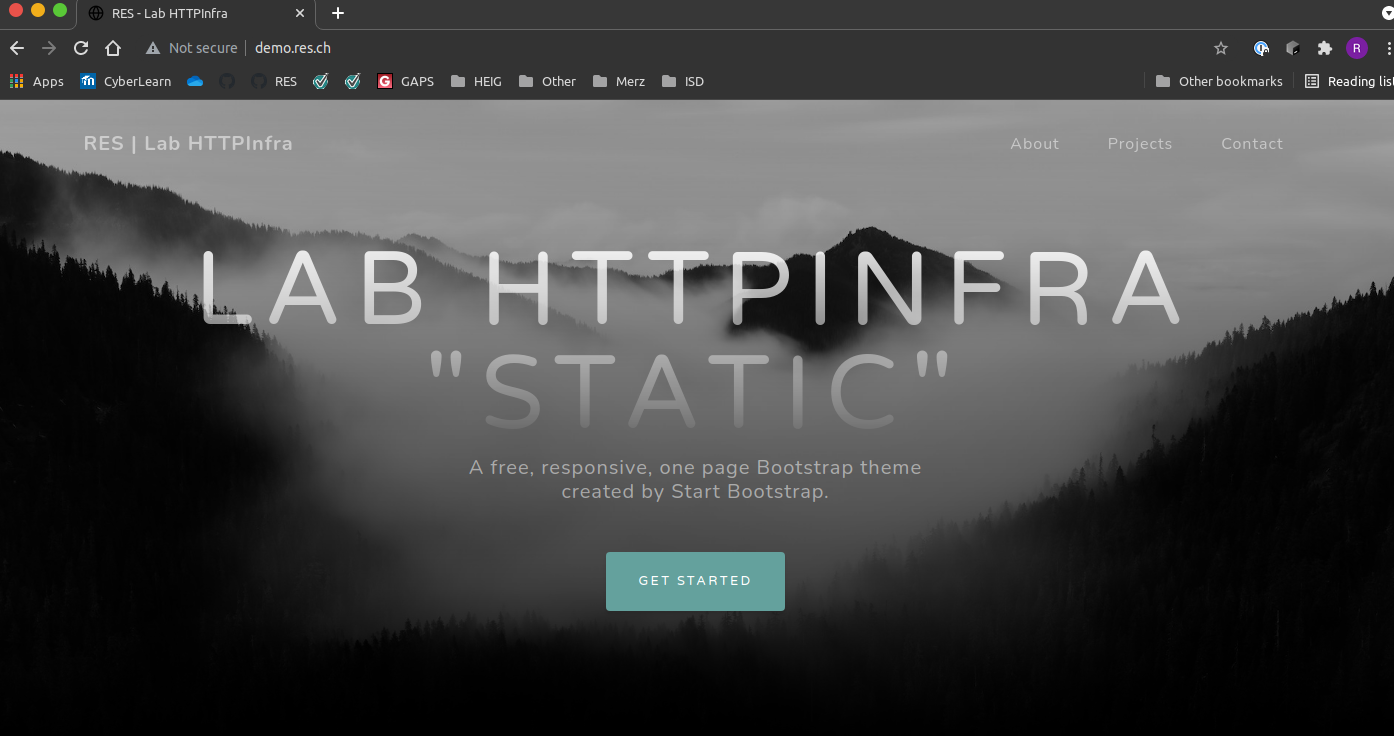 RES - Lab HTTPInfra
Not secure
demo.res.ch
R
Apps
CyberLearn
RES
G
GAPS
HEIG
Other
Merz
ISD
Other bookmarks
Reading list
RES | Lab HTTPInfra
About
Projects
Contact
LAB HTTPINFRA
"STATIC"
A free, responsive, one page Bootstrap theme
created by Start Bootstrap.
GET STARTED